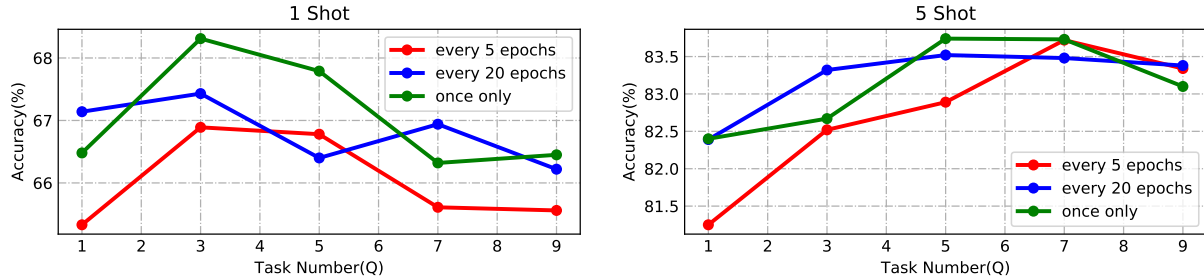 1 Shot
Accuracy(%)
68
67
66
every 5 epochs
every 20 epochs
once only
1 2 3 4 5 6 7 8 9
Task Number(Q)
5 Shot
Accuracy(%)
83.5
83.0
82.5
82.0
81.5
every 5 epochs
every 20 epochs
once only
1 2 3 4 5 6 7 8 9
Task Number(Q)